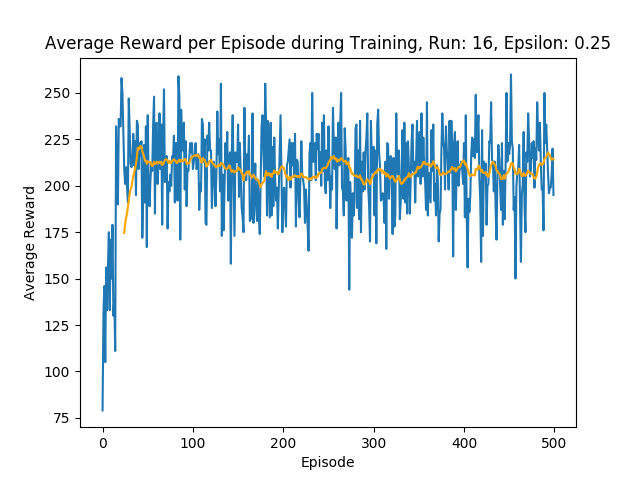 Average Reward per Episode during Training, Run: 16, Epsilon: 0.25
Average Reward
250
225
200
175
150
125
100
75
0 100 200 300 400 500
Episode